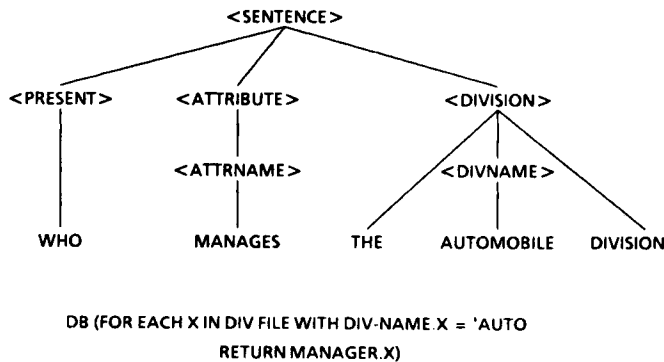 <SENTENCE>
<PRESENT> <ATTRIBUTE> <DIVISION>
<ATTRNAME> <DIVNAME>
WHO MANAGES THE AUTOMOBILE DIVISION
DB (FOR EACH X IN DIV FILE WITH DIV-NAME.X = 'AUTO
RETURN MANAGER.X)